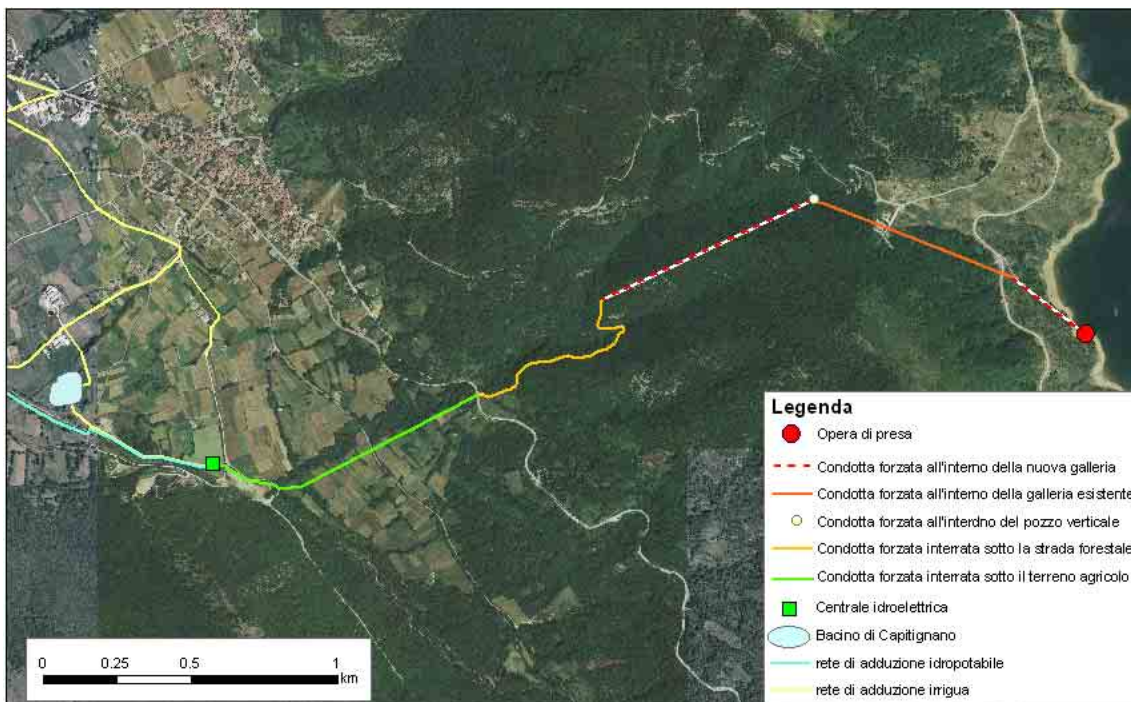 Legenda
Opera di presa
Condotta forzata all'interno della nuova galleria
Condotta forzata all'interno della galleria esistente
Condotta forzata all'interdno del pozzo verticale
Condotta forzata interrata sotto la strada forestale
Condotta forzata interrata sotto il terreno agricolo
Centrale idroelettrica
Bacino di Capitignano
rete di adduzione idropotabile
rete di adduzione irrigua
0 0.25 0.5 1
km